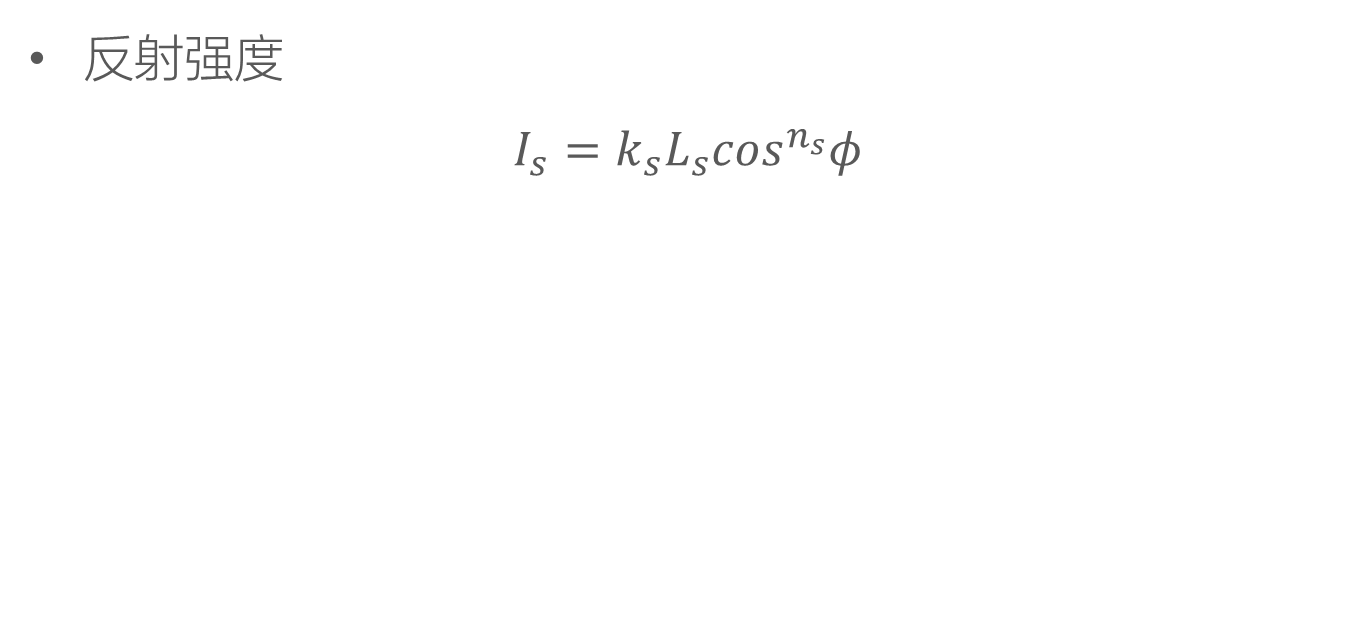 • 反射强度
I_s = k_s L_s cos^{n_s} ϕ